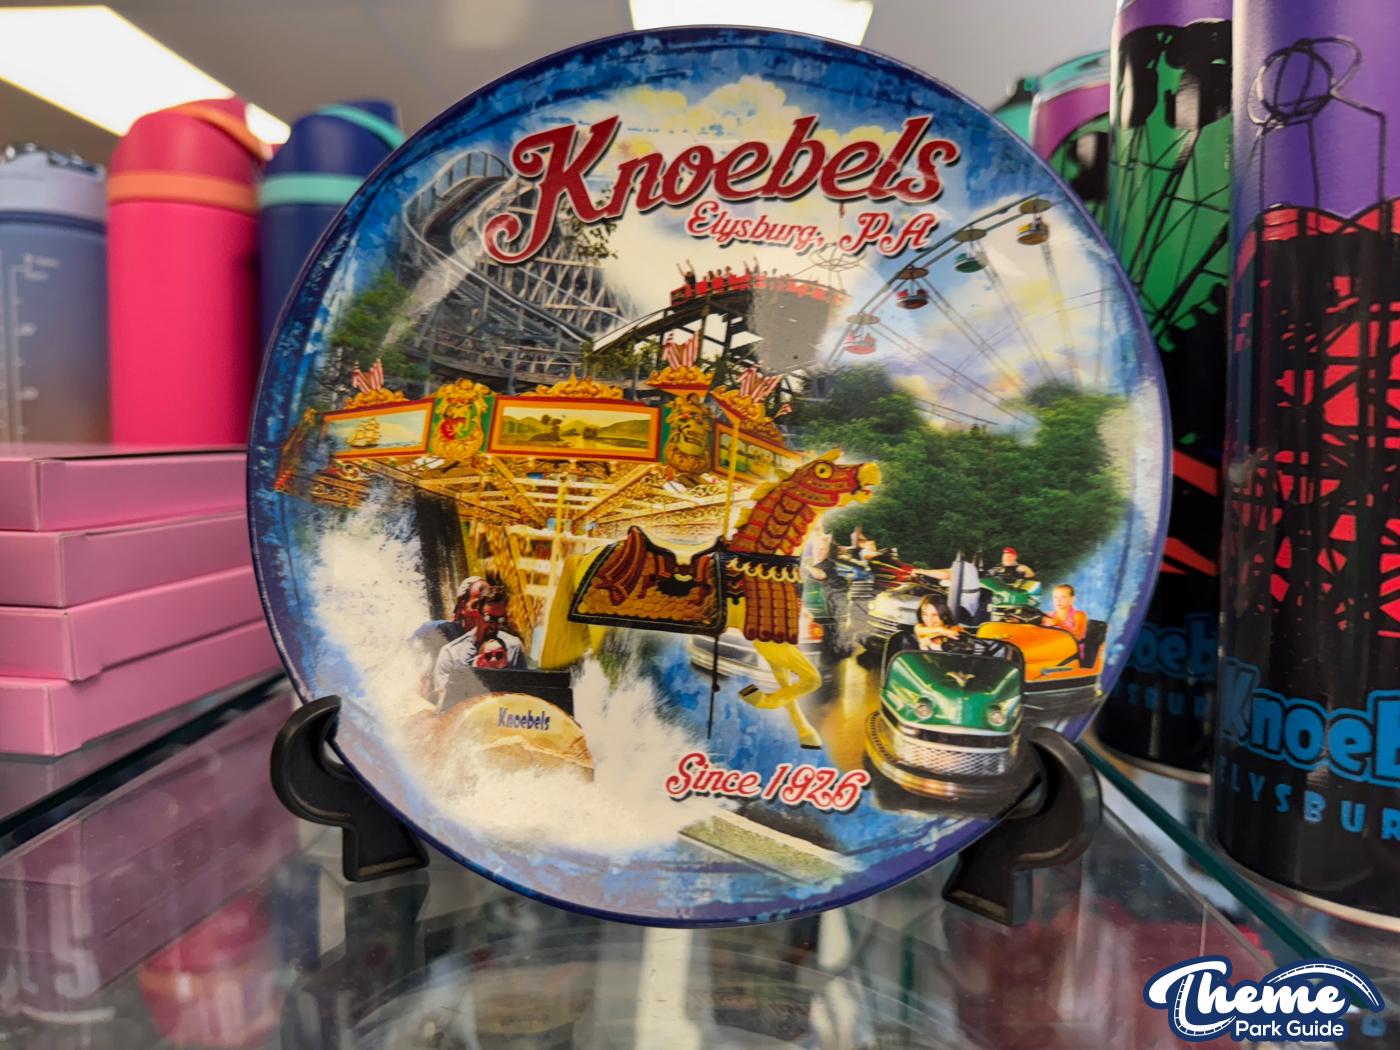 Knoebels
Elysburg, PA
Knoebels
Since 1926
Theme
Park Guide